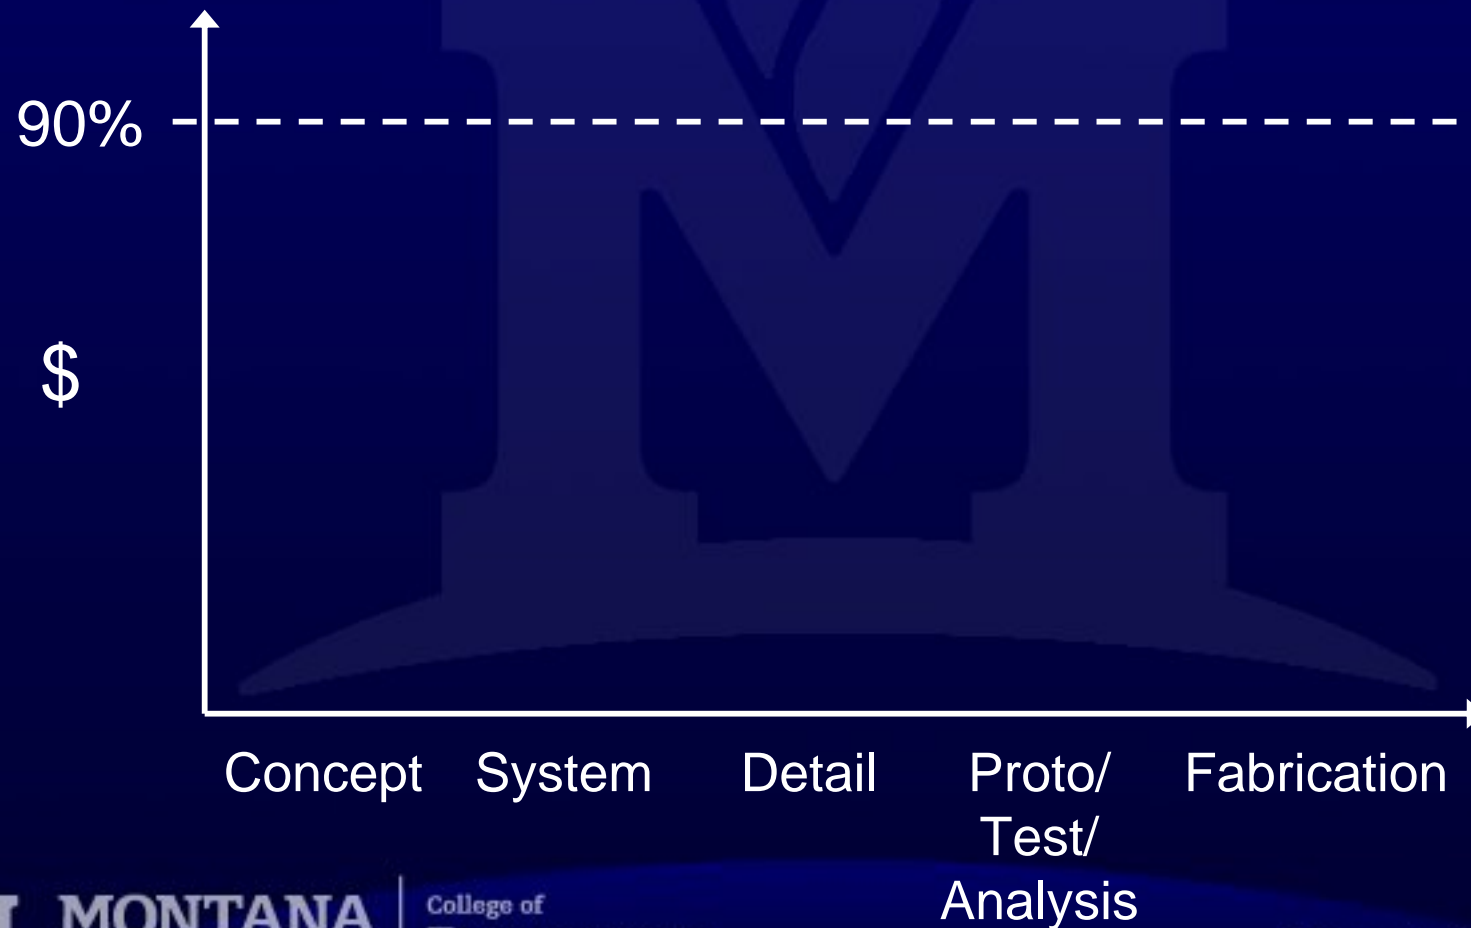 90%
$
Concept System Detail Proto/ Fabrication
Test/
Analysis
MONTANA
College of